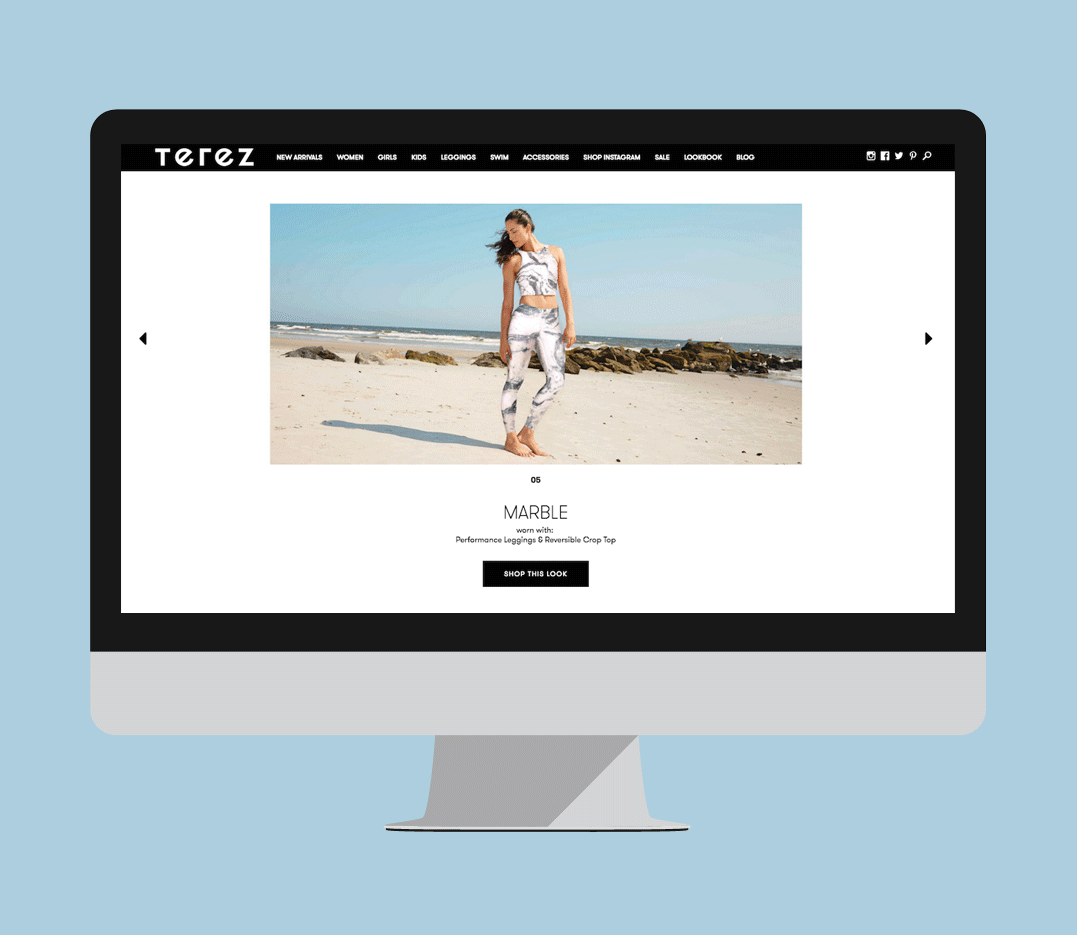 Terez NEW ARRIVALS WOMEN GIRLS KIDS LEGGINGS SWIM ACCESSORIES SHOP INSTAGRAM SALE LOOKBOOK BLOG
05
MARBLE
worn with:
Performance Leggings & Reversible Crop Top
SHOP THIS LOOK